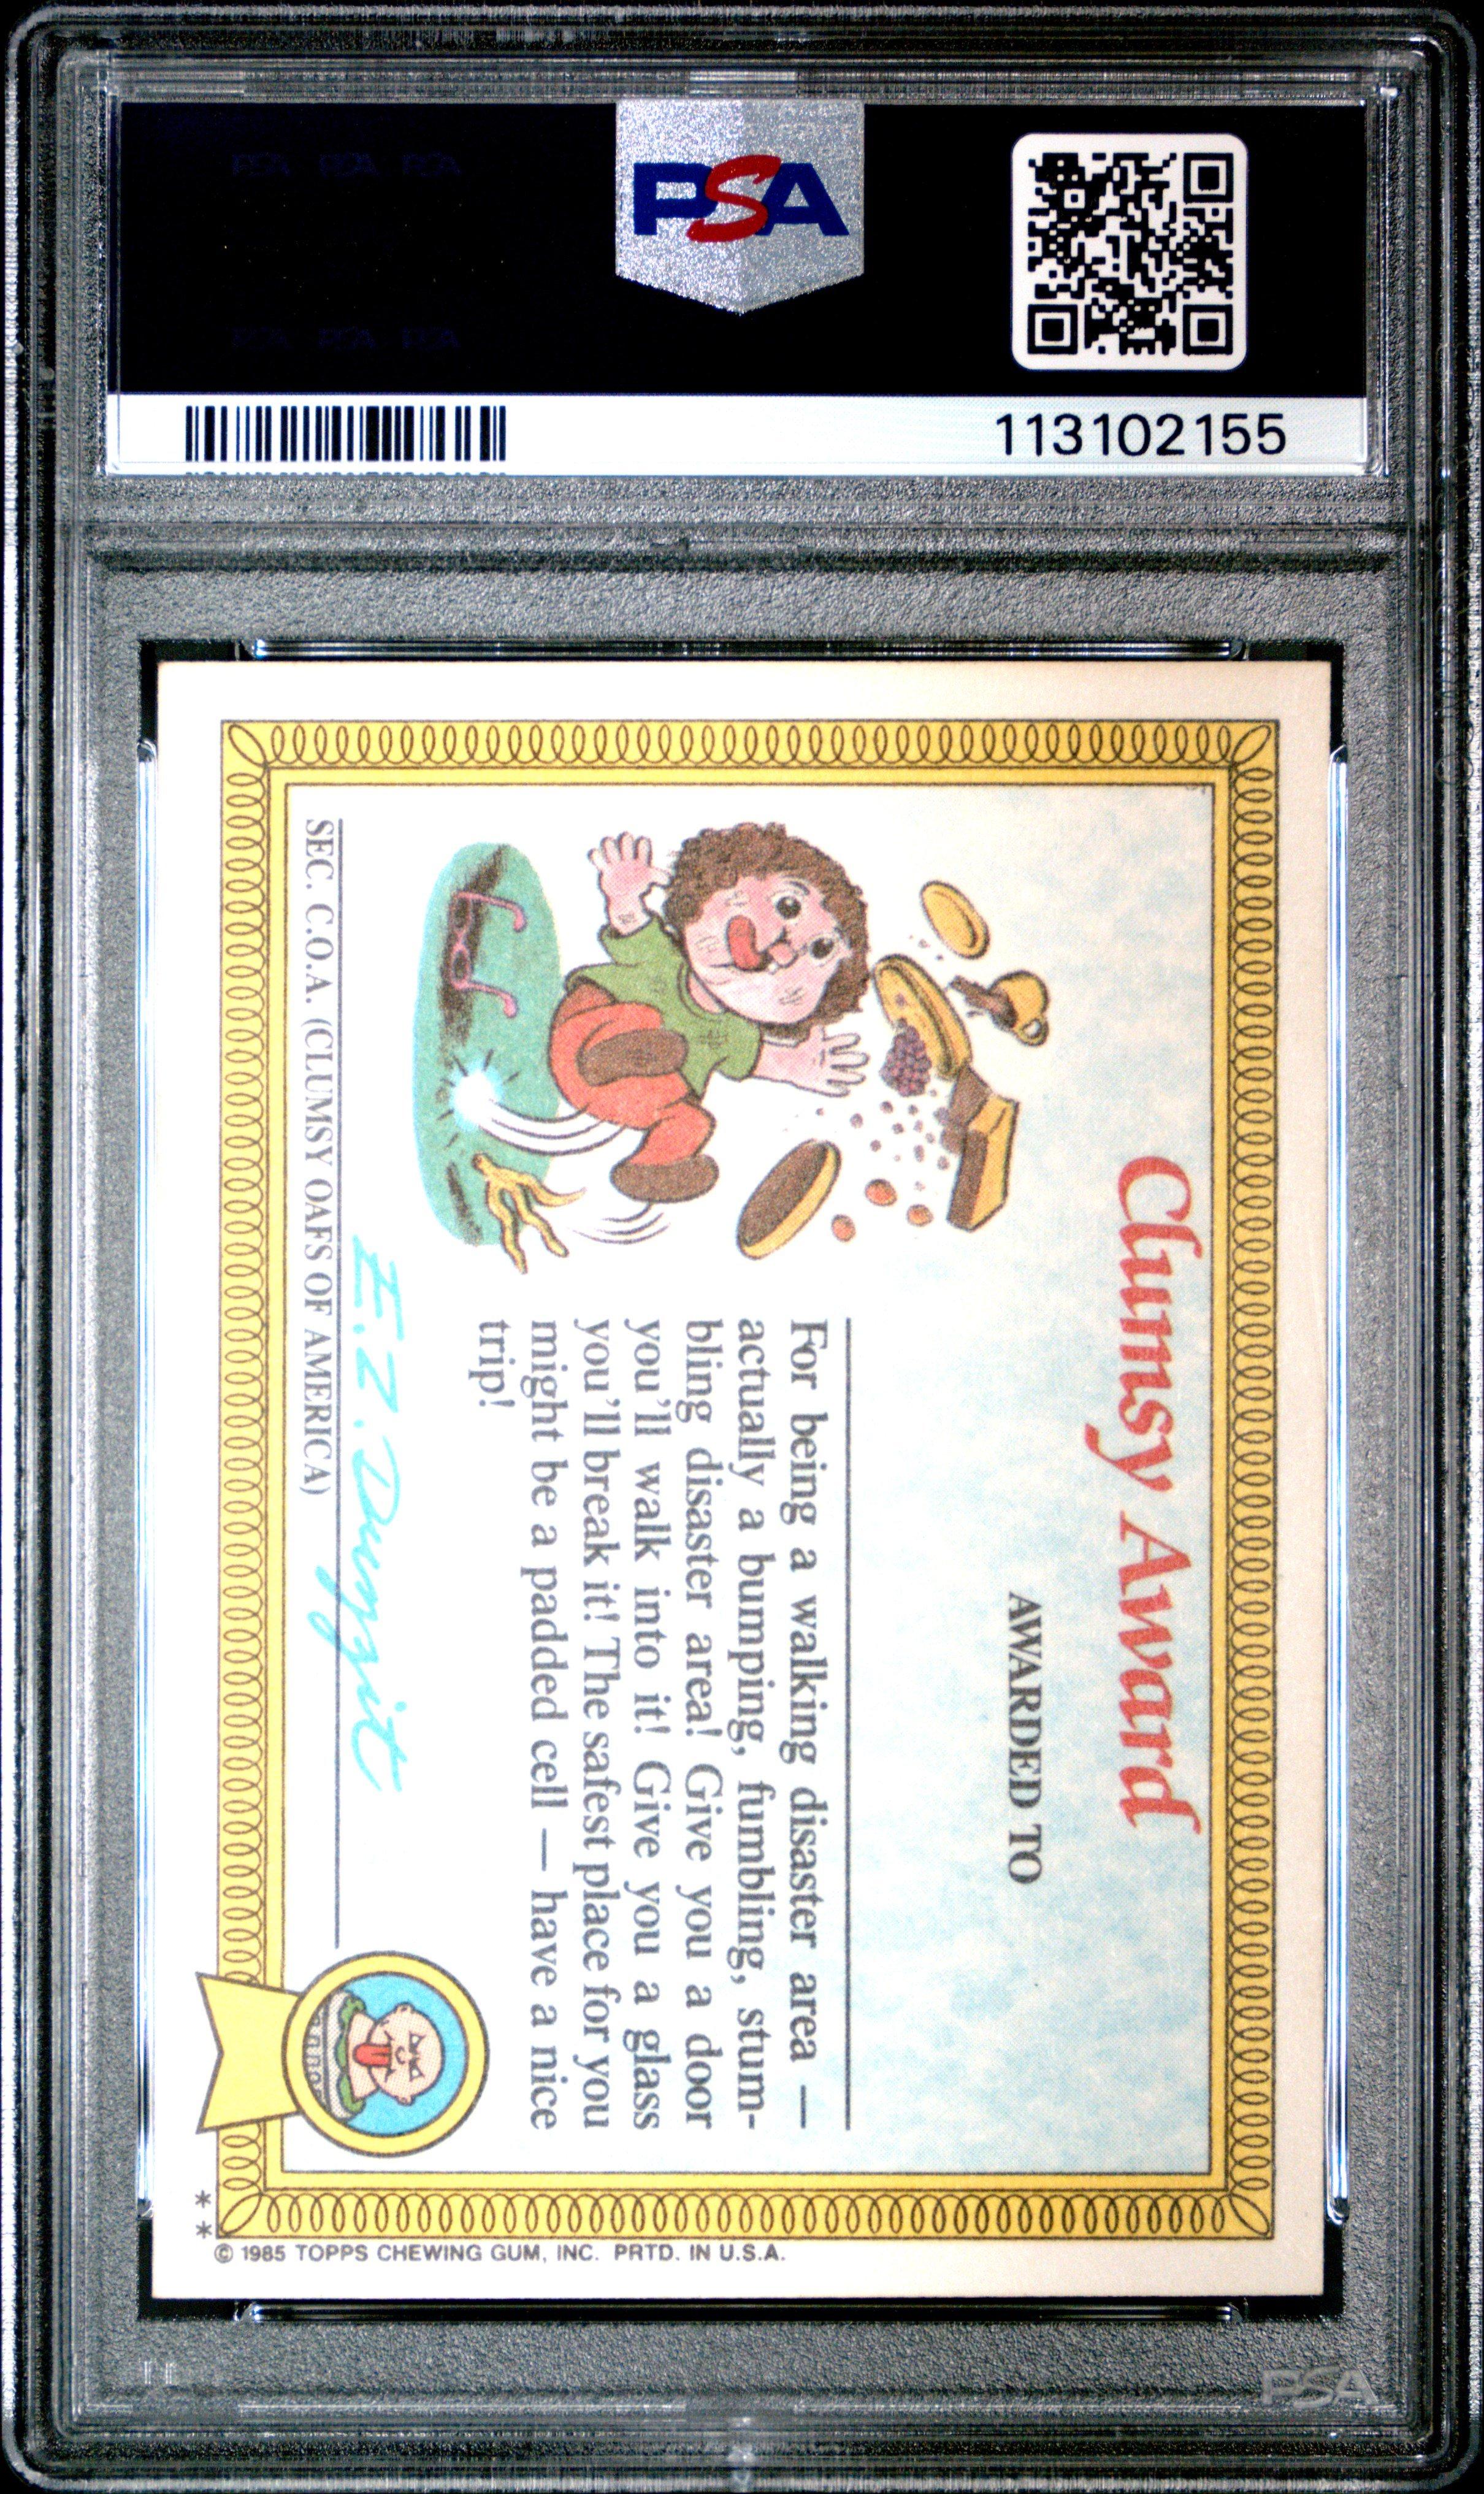 PSA
113102155
Clumsy Award
AWARDED TO
For being a walking disaster area —
actually a bumping, fumbling, stum-
bling disaster area! Give you a door
you'll walk into it! Give you a glass
you'll break it! The safest place for you
might be a padded cell — have a nice
trip!
E.Z. Duzzit
SEC. C.O.A. (CLUMSY OAFS OF AMERICA)
**
© 1985 TOPPS CHEWING GUM, INC. PRTD. IN U.S.A.
PSA